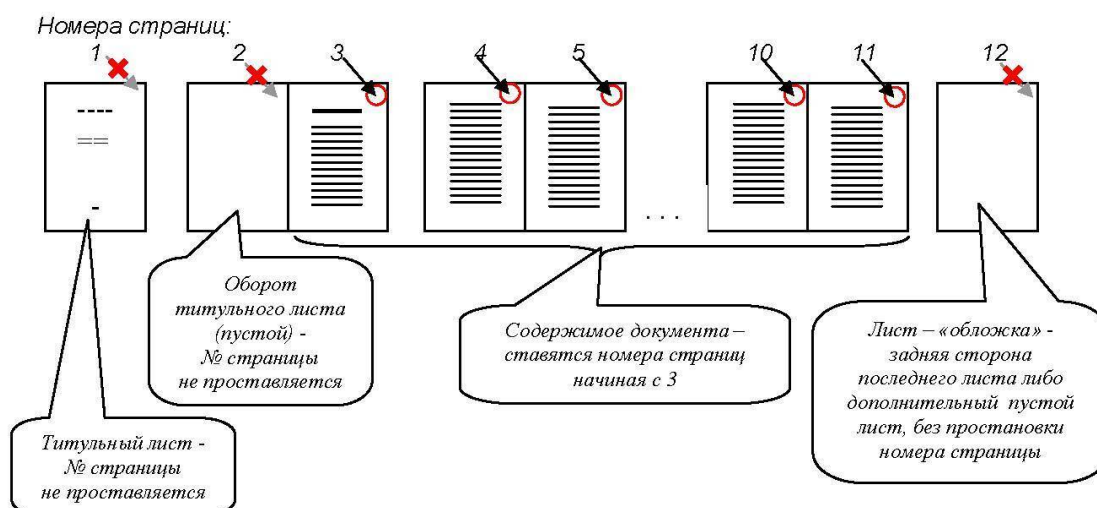 Номера страниц:
1 2 3 4 5 10 11 12
. . .
Оборот
титульного листа
(пустой) -
№ страницы
не проставляется
Содержимое документа –
ставятся номера страниц
начиная с 3
Лист – «обложка» -
задняя сторона
последнего листа либо
дополнительный пустой
лист, без простановки
номера страницы
Титульный лист -
№ страницы
не проставляется